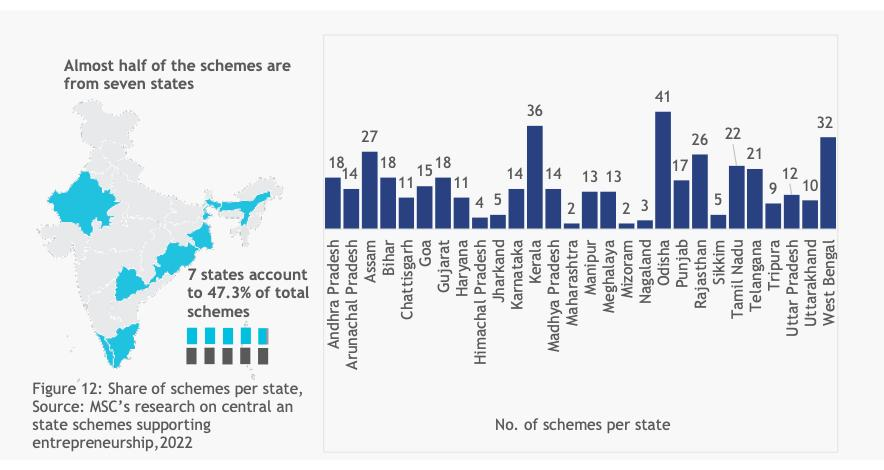 Almost half of the schemes are
from seven states
7 states account
to 47.3% of total
schemes
Figure 12: Share of schemes per state,
Source: MSC's research on central an
state schemes supporting
entrepreneurship,2022
18
14
27
18
11
15
18
11
4
5
14
36
14
2
13
13
2
3
41
17
26
5
22
21
9
12
10
32
Andhra Pradesh
Arunachal Pradesh
Assam
Bihar
Chattisgarh
Goa
Gujarat
Haryana
Himachal Pradesh
Jharkand
Karnataka
Kerala
Madhya Pradesh
Maharashtra
Manipur
Meghalaya
Mizoram
Nagaland
Odisha
Punjab
Rajasthan
Sikkim
Tamil Nadu
Telangana
Tripura
Uttar Pradesh
Uttarakhand
West Bengal
No. of schemes per state